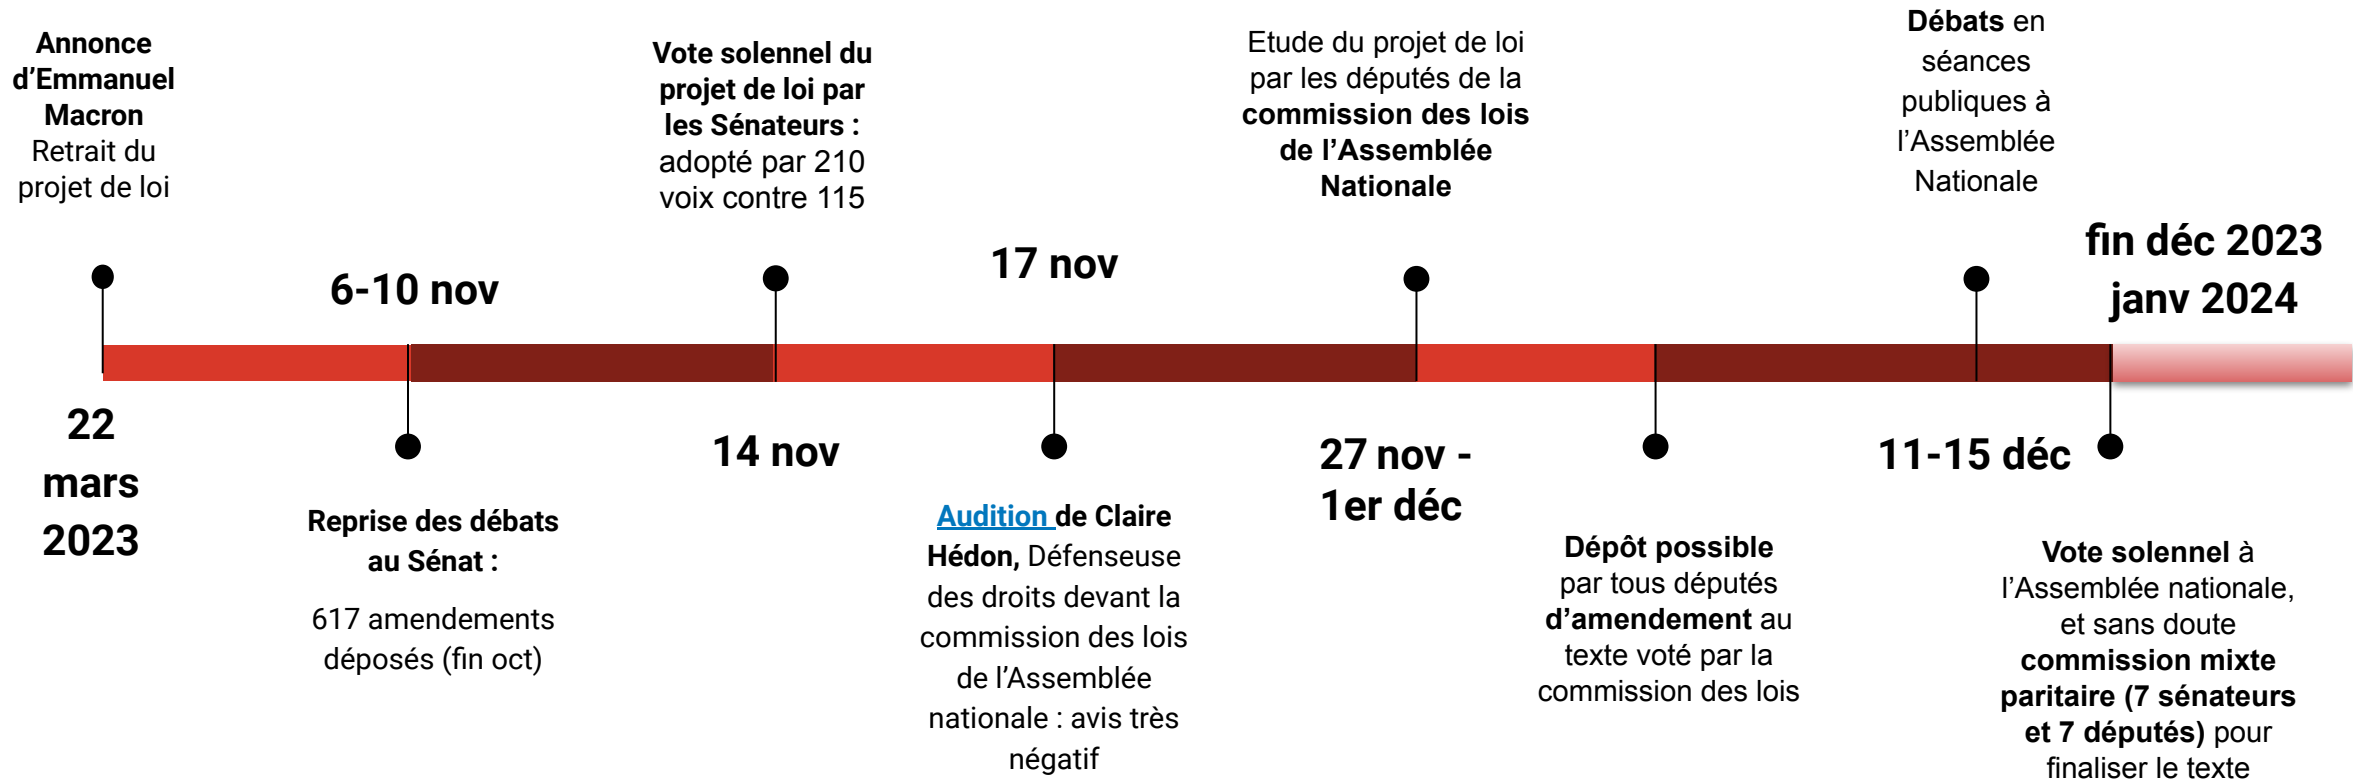 Annonce
d’Emmanuel
Macron
Retrait du
projet de loi
22
mars
2023
6-10 nov
Reprise des débats
au Sénat :
617 amendements
déposés (fin oct)
Vote solennel du
projet de loi par
les Sénateurs :
adopté par 210
voix contre 115
14 nov
17 nov
Audition de Claire
Hédon, Défenseuse
des droits devant la
commission des lois
de l’Assemblée
nationale : avis très
négatif
Etude du projet de loi
par les députés de la
commission des lois
de l’Assemblée
Nationale
27 nov -
1er déc
Dépôt possible
par tous députés
d’amendement au
texte voté par la
commission des lois
Débats en
séances
publiques à
l’Assemblée
Nationale
11-15 déc
fin déc 2023
janv 2024
Vote solennel à
l’Assemblée nationale,
et sans doute
commission mixte
paritaire (7 sénateurs
et 7 députés) pour
finaliser le texte